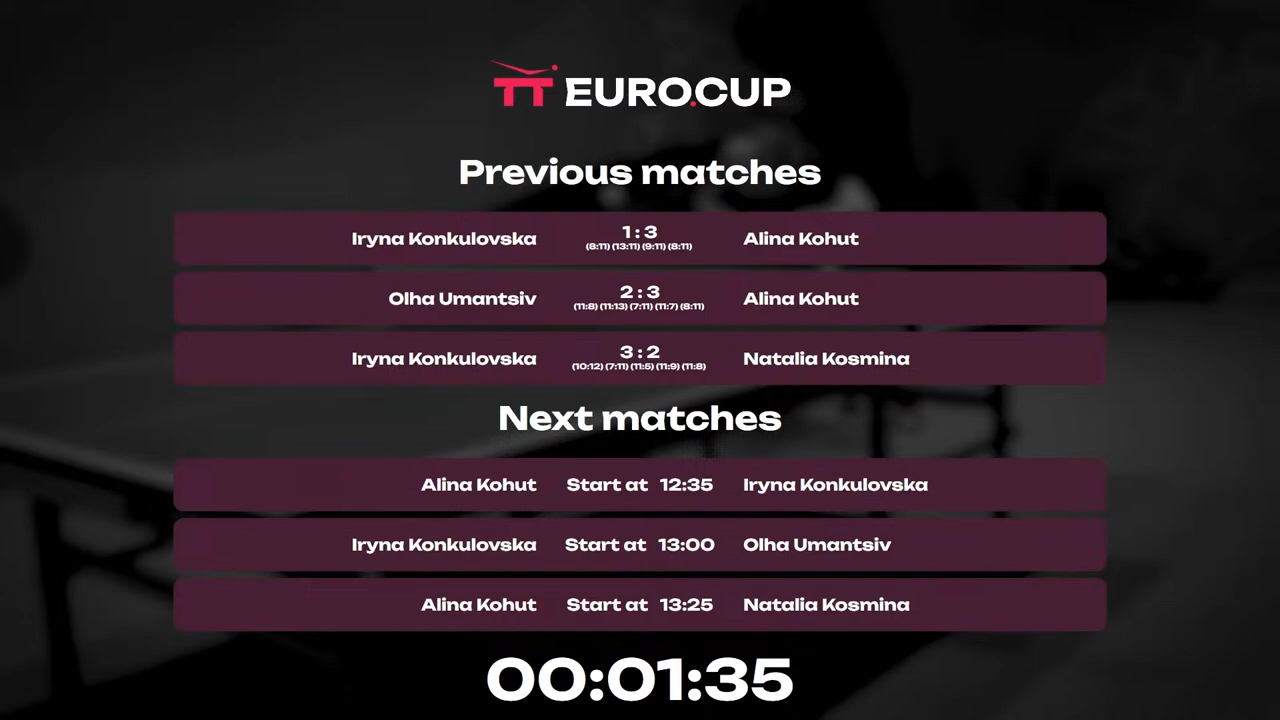 TT EURO.CUP
Previous matches
Iryna Konkulovska 1 : 3 Alina Kohut
(8:11) (13:11) (9:11) (8:11)
Olha Umantsiv 2 : 3 Alina Kohut
(11:8) (11:13) (7:11) (11:7) (8:11)
Iryna Konkulovska 3 : 2 Natalia Kosmina
(10:12) (7:11) (11:5) (11:9) (11:8)
Next matches
Alina Kohut Start at 12:35 Iryna Konkulovska
Iryna Konkulovska Start at 13:00 Olha Umantsiv
Alina Kohut Start at 13:25 Natalia Kosmina
00:01:35